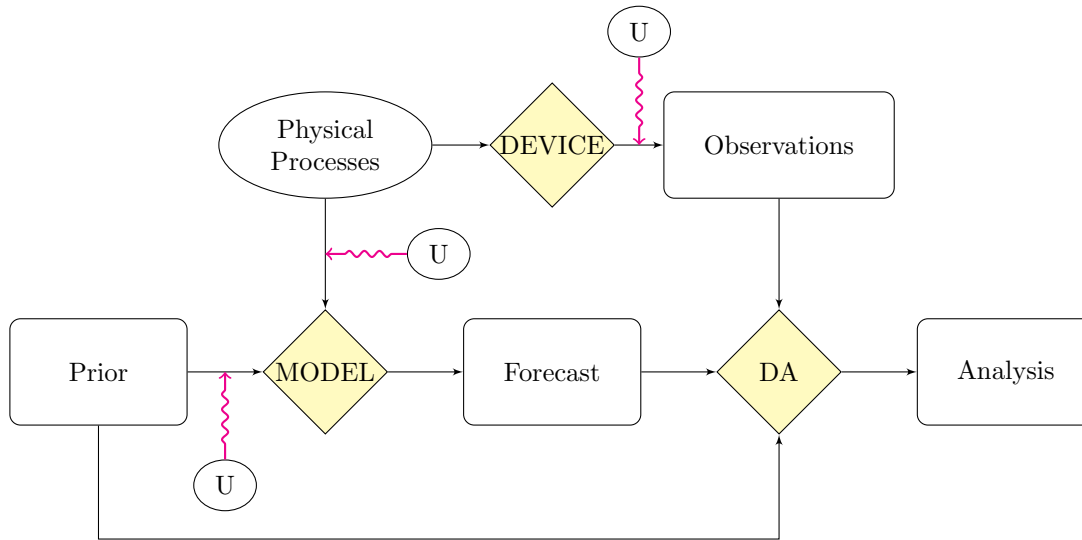 U
Physical
Processes
DEVICE
Observations
U
Prior
MODEL
Forecast
DA
Analysis
U